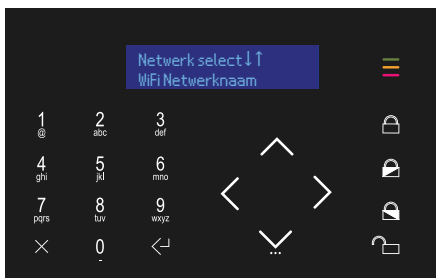 Netwerk select↓↑
WiFi Netwerknaam
1 2 3
@ abc def
4 5 6
ghi jkl mno
7 8 9
pqrs tuv wxyz
0
-
...